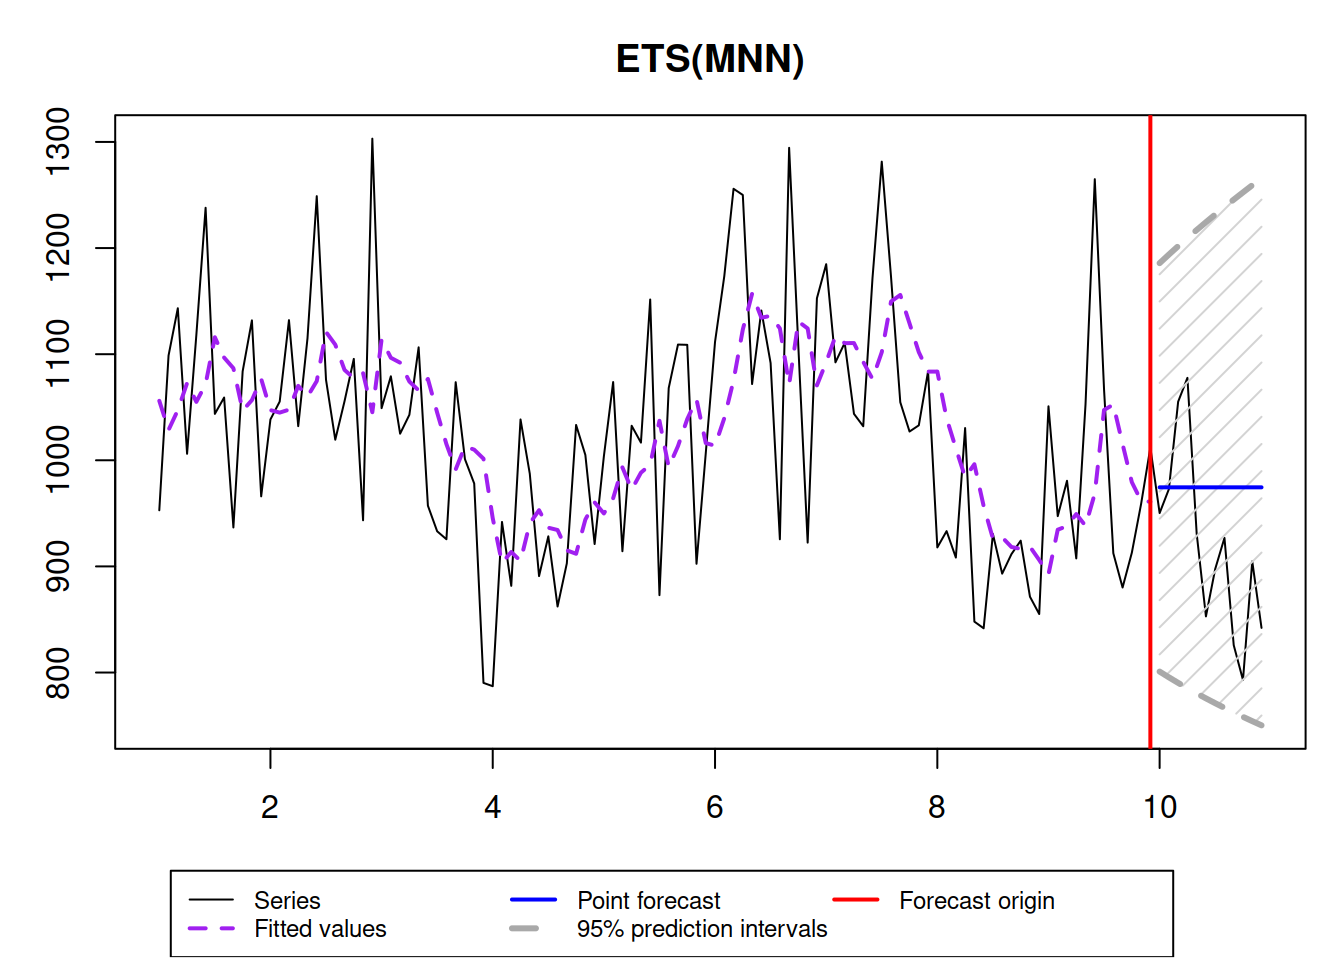 ETS(MNN)
1300
1200
1100
1000
900
800
2 4 6 8 10
Series Point forecast Forecast origin
Fitted values 95% prediction intervals